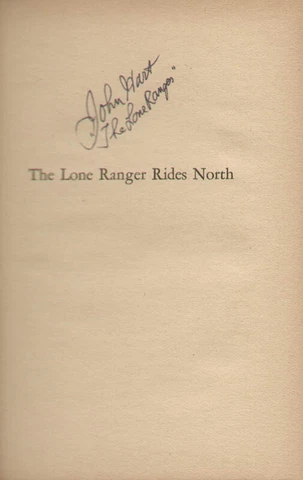 John Hart
"The Lone Ranger"
The Lone Ranger Rides North